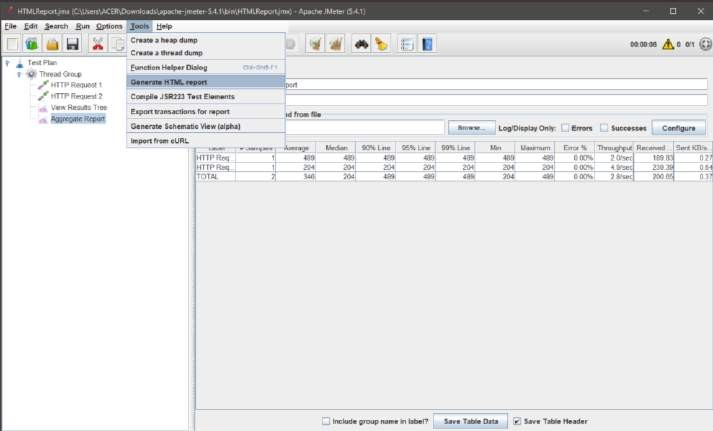 HTMLReport.jmx (C:\Users\ACER\Downloads\apache-jmeter-5.4.1\bin\HTMLReport.jmx) - Apache JMeter (5.4.1)
File Edit Search Run Options Tools Help
00:00:06 0 0/1
Create a heap dump
Create a thread dump
Function Helper Dialog Ctrl-Shift-F1
Generate HTML report
Compile JSR223 Test Elements
Export transactions for report
Generate Schematic View (alpha)
Import from cURL
Test Plan
Thread Group
HTTP Request 1
HTTP Request 2
View Results Tree
Aggregate Report
port
ad from file
Browse... Log/Display Only: Errors Successes Configure
Label # Samples Average Median 90% Line 95% Line 99% Line Min Maximum Error % Throughput Received ... Sent KB/s...
HTTP Req... 1 489 489 489 489 489 489 489 0.00% 2.0/sec 189.83 0.27
HTTP Req... 1 204 204 204 204 204 204 204 0.00% 4.9/sec 0.64
TOTAL 2 346 204 489 489 489 204 489 0.00% 2.8/sec 0.37
Include group name in label? Save Table Data Save Table Header